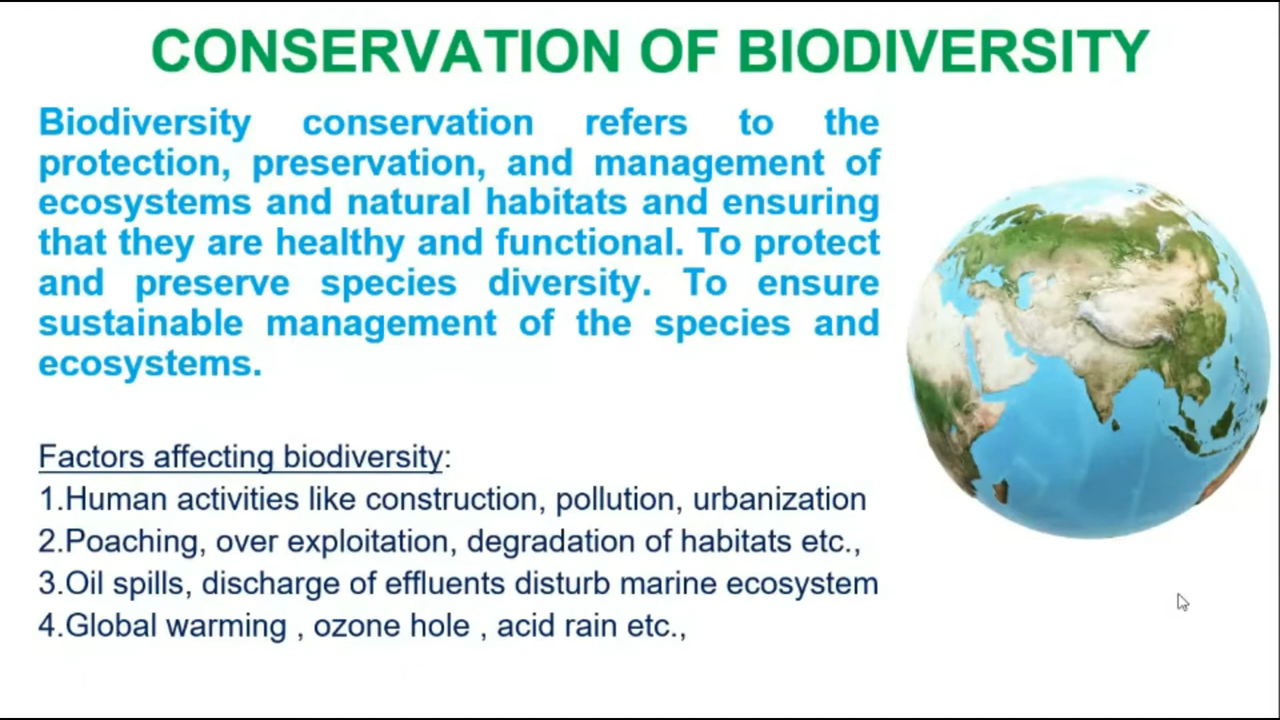 CONSERVATION OF BIODIVERSITY
Biodiversity conservation refers to the
protection, preservation, and management of
ecosystems and natural habitats and ensuring
that they are healthy and functional. To protect
and preserve species diversity. To ensure
sustainable management of the species and
ecosystems.
Factors affecting biodiversity:
1.Human activities like construction, pollution, urbanization
2.Poaching, over exploitation, degradation of habitats etc.,
3.Oil spills, discharge of effluents disturb marine ecosystem
4.Global warming , ozone hole , acid rain etc.,